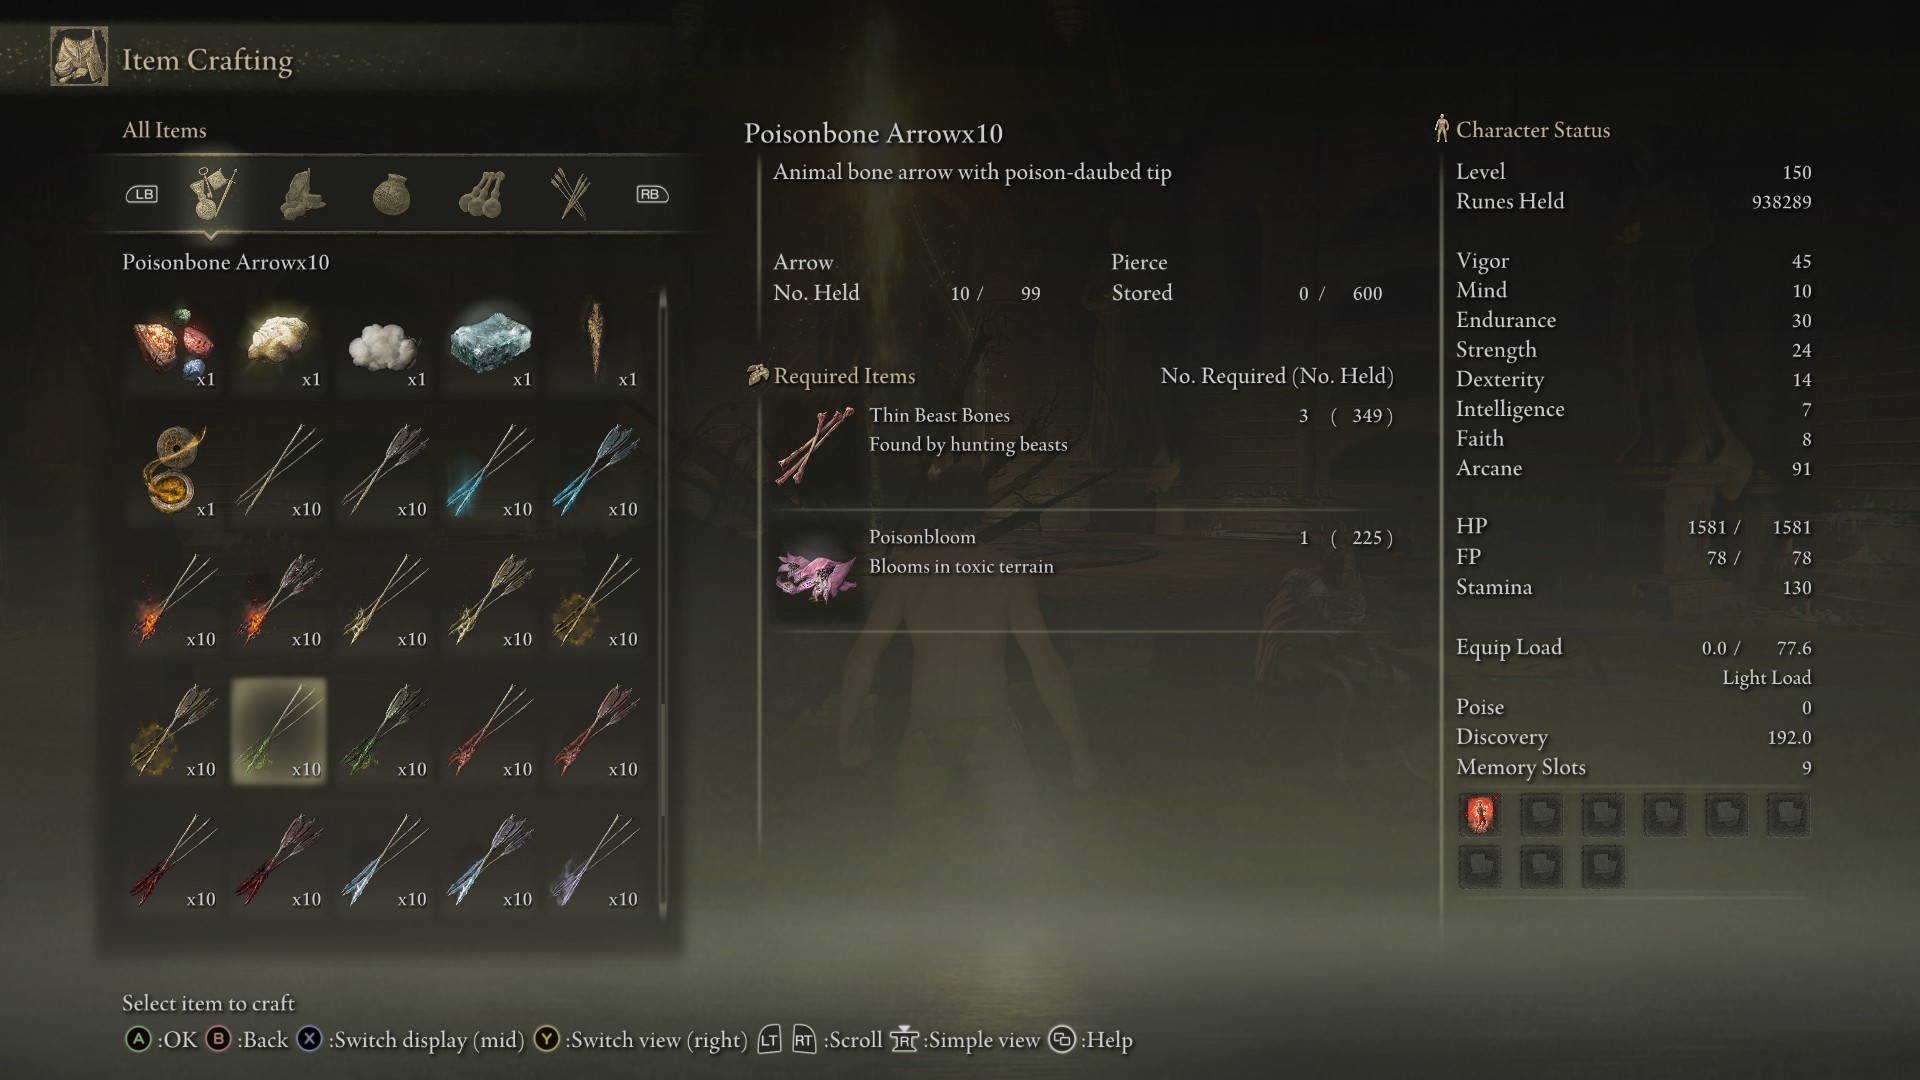 Item Crafting
All Items
LB
RB
Poisonbone Arrowx10
x1 x1 x1 x1 x1
x1 x10 x10 x10 x10
x10 x10 x10 x10 x10
x10 x10 x10 x10 x10
x10 x10 x10 x10 x10
Poisonbone Arrowx10
Animal bone arrow with poison-daubed tip
Arrow Pierce
No. Held 10 / 99 Stored 0 / 600
Required Items No. Required (No. Held)
Thin Beast Bones 3 ( 349 )
Found by hunting beasts
Poisonbloom 1 ( 225 )
Blooms in toxic terrain
Character Status
Level 150
Runes Held 938289
Vigor 45
Mind 10
Endurance 30
Strength 24
Dexterity 14
Intelligence 7
Faith 8
Arcane 91
HP 1581 / 1581
FP 78 / 78
Stamina 130
Equip Load 0.0 / 77.6
Light Load
Poise 0
Discovery 192.0
Memory Slots 9
Select item to craft
A :OK B :Back X :Switch display (mid) Y :Switch view (right) LT RT :Scroll R :Simple view :Help